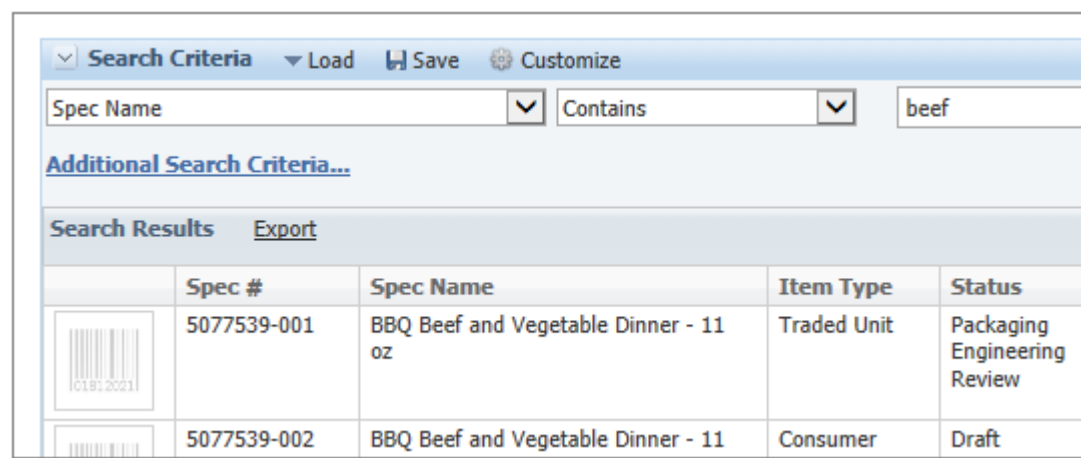 Search Criteria Load Save Customize
Spec Name Contains beef
Additional Search Criteria...
Search Results Export
Spec # Spec Name Item Type Status
5077539-001 BBQ Beef and Vegetable Dinner - 11 Traded Unit Packaging
oz Engineering
Review
01812021
5077539-002 BBQ Beef and Vegetable Dinner - 11 Consumer Draft